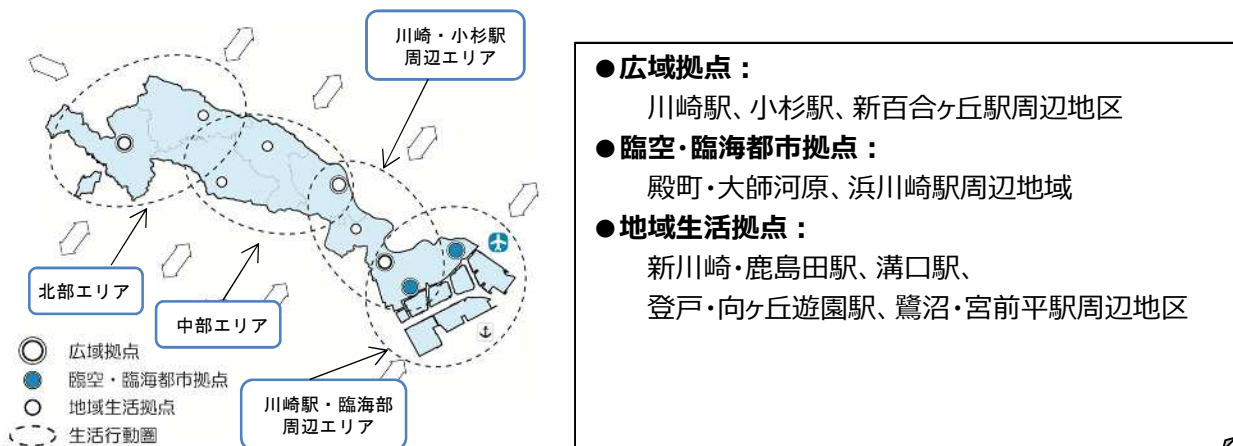 川崎・小杉駅
周辺エリア
北部エリア
中部エリア
川崎駅・臨海部
周辺エリア
広域拠点
臨空・臨海都市拠点
地域生活拠点
生活行動圏
●広域拠点：
川崎駅、小杉駅、新百合ヶ丘駅周辺地区
●臨空・臨海都市拠点：
殿町・大師河原、浜川崎駅周辺地域
●地域生活拠点：
新川崎・鹿島田駅、溝口駅、
登戸・向ヶ丘遊園駅、鷺沼・宮前平駅周辺地区